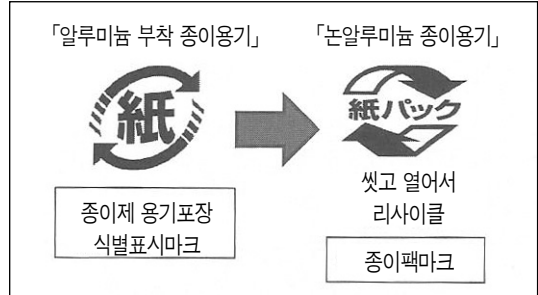 「알루미늄 부착 종이용기」
紙
종이제 용기포장
식별표시마크
「논알루미늄 종이용기」
紙パック
씻고 열어서
리사이클
종이팩마크